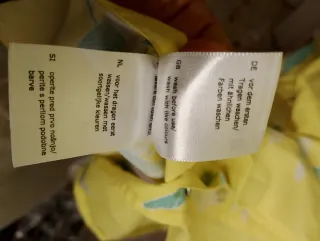 DE
vor dem ersten
Tragen waschen/
mit ähnlichen
Farben waschen
GB
wash before use/
wash with like colours
NL
voor het dragen eerst
wassen/wassen met
soortgelijke kleuren
SI
operite pred prvo nošnjo/
perite s perilom podobne
barve